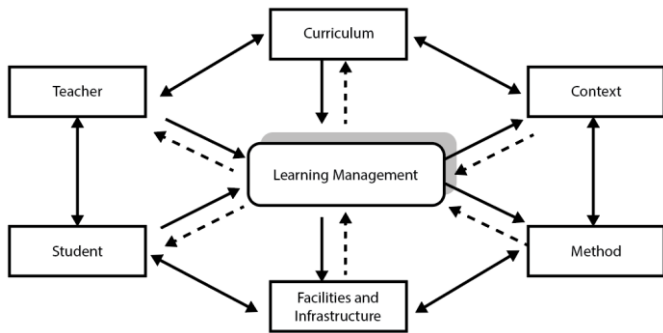 Curriculum
Teacher
Context
Learning Management
Student
Method
Facilities and
Infrastructure